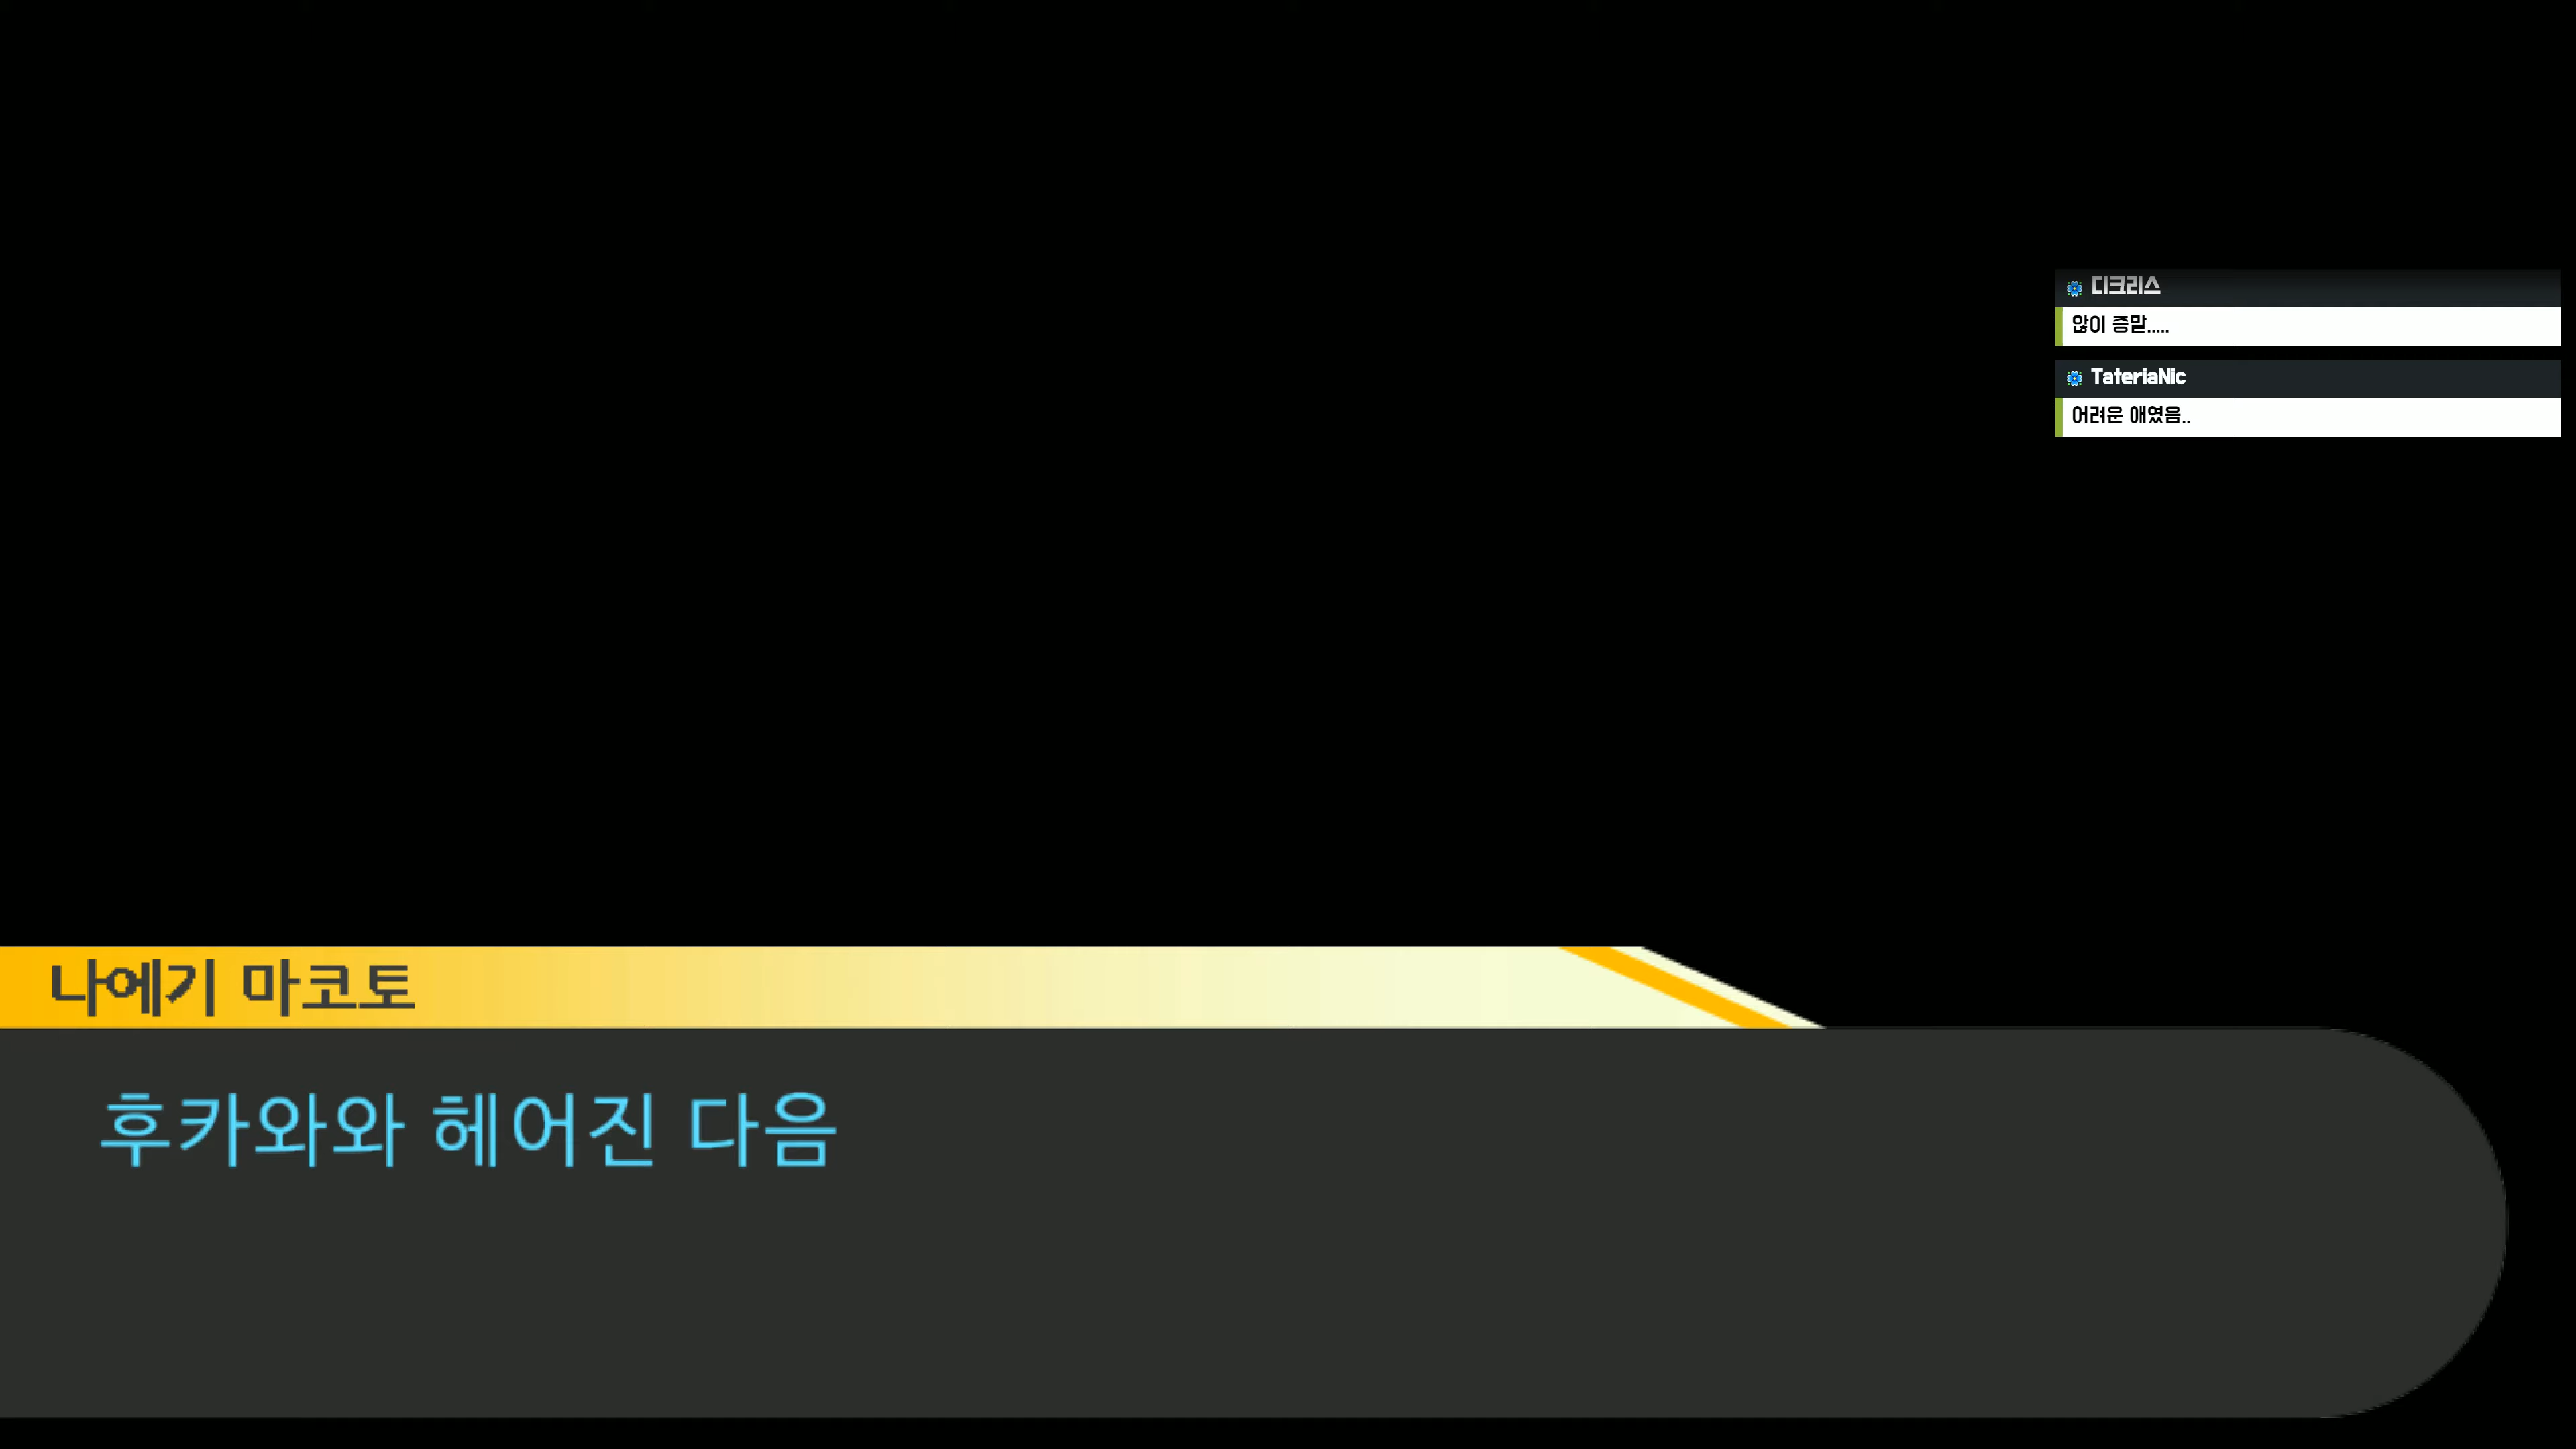 디크리스
많이 증말.....
TateriaNic
어려운 애였음..
나에기 마코토
후카와와 헤어진 다음